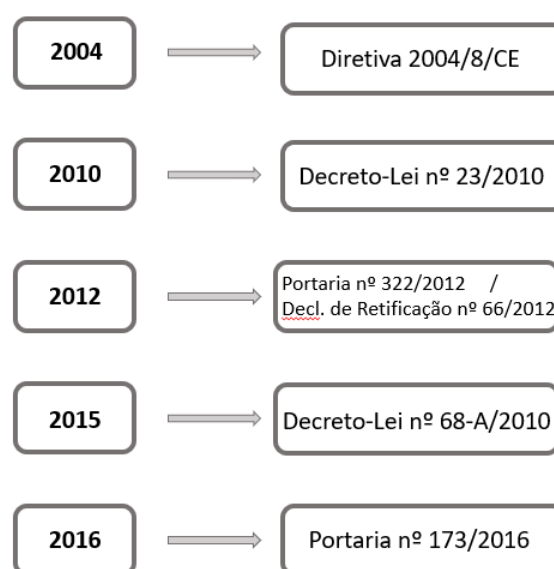 2004
Diretiva 2004/8/CE
2010
Decreto-Lei nº 23/2010
2012
Portaria nº 322/2012 /
Decl. de Retificação nº 66/2012
2015
Decreto-Lei nº 68-A/2010
2016
Portaria nº 173/2016